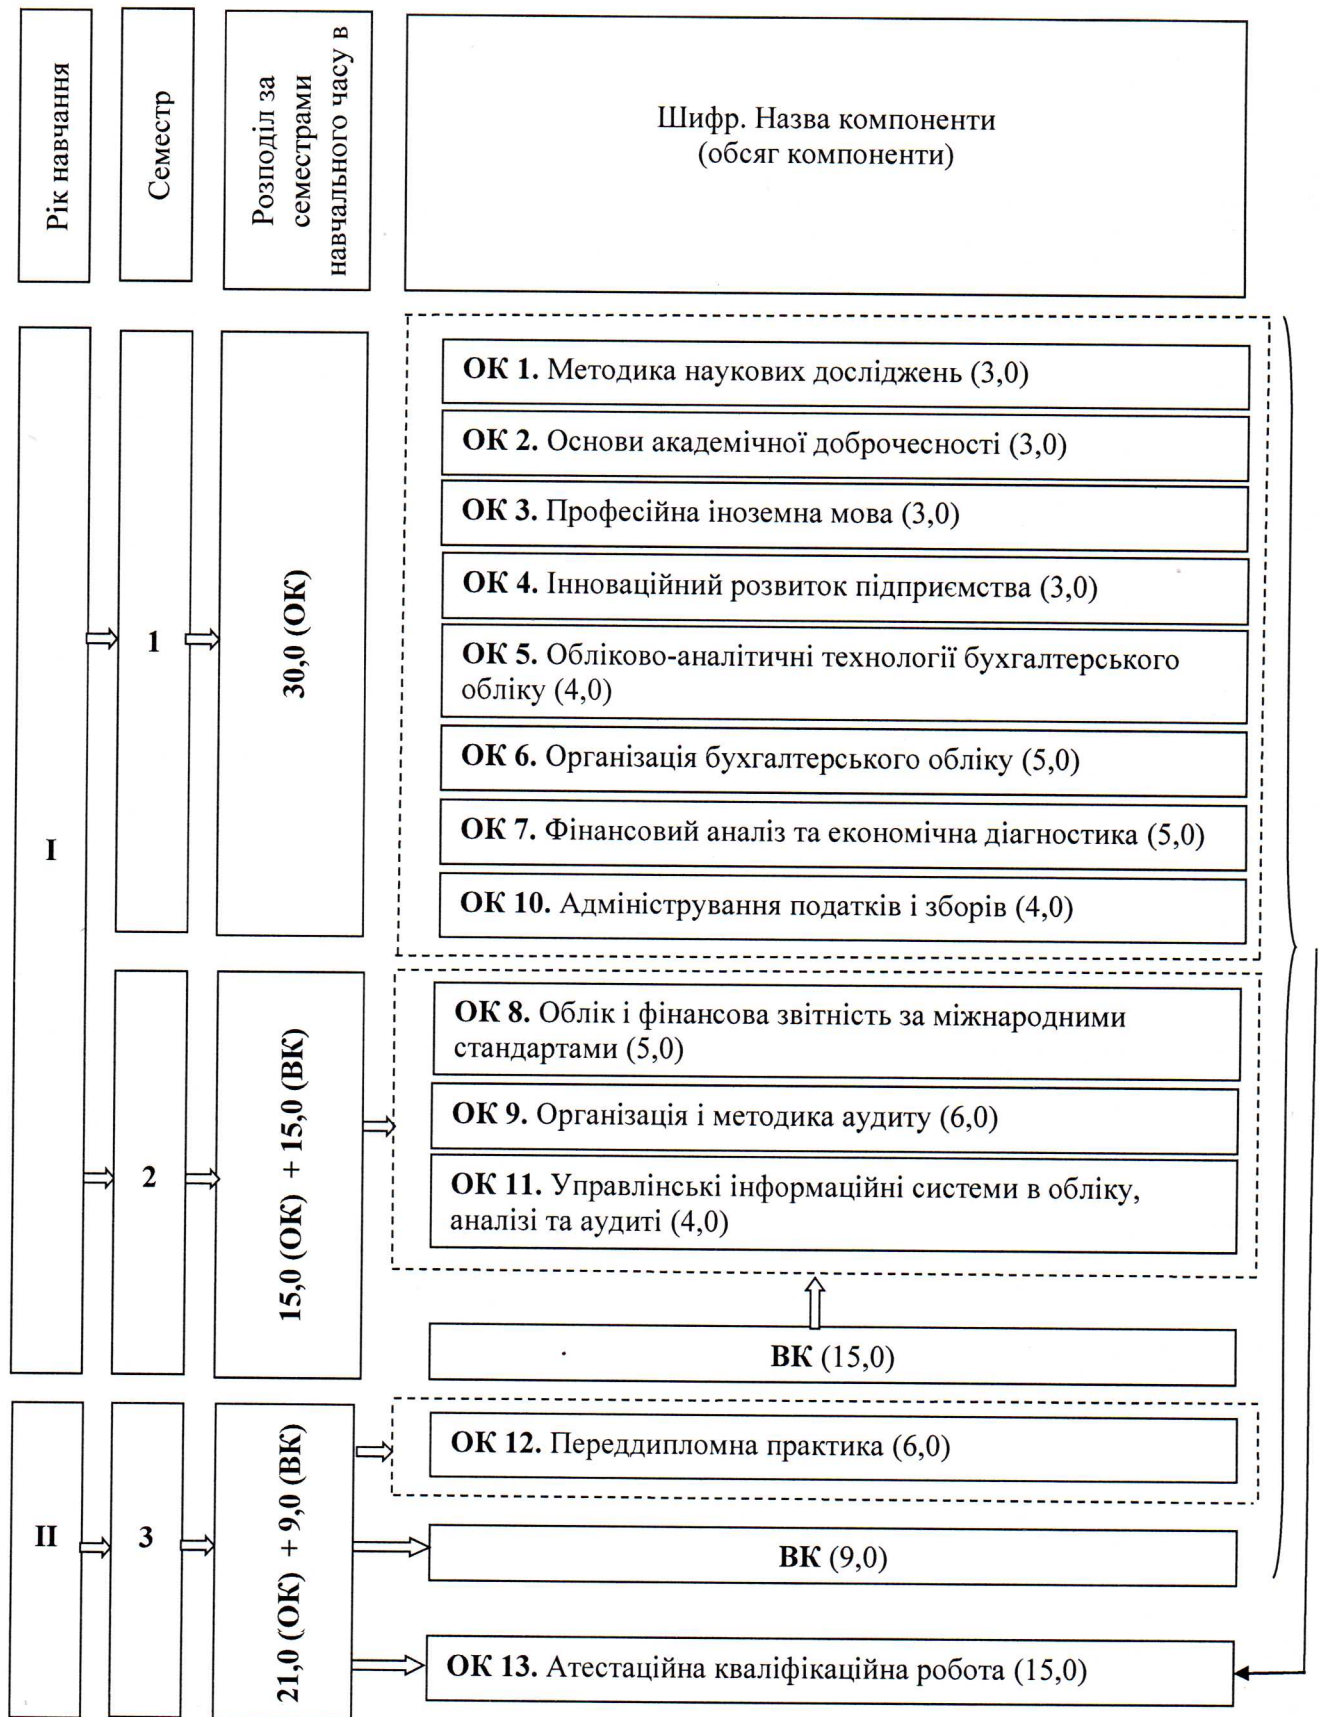 Рік навчання
Семестр
Розподіл за
семестрами
навчального часу в
Шифр. Назва компоненти
(обсяг компоненти)
I
1
30,0 (ОК)
ОК 1. Методика наукових досліджень (3,0)
ОК 2. Основи академічної доброчесності (3,0)
ОК 3. Професійна іноземна мова (3,0)
ОК 4. Інноваційний розвиток підприємства (3,0)
ОК 5. Обліково-аналітичні технології бухгалтерського
обліку (4,0)
ОК 6. Організація бухгалтерського обліку (5,0)
ОК 7. Фінансовий аналіз та економічна діагностика (5,0)
ОК 10. Адміністрування податків і зборів (4,0)
2
15,0 (ОК) + 15,0 (ВК)
ОК 8. Облік і фінансова звітність за міжнародними
стандартами (5,0)
ОК 9. Організація і методика аудиту (6,0)
ОК 11. Управлінські інформаційні системи в обліку,
аналізі та аудиті (4,0)
ВК (15,0)
II
3
21,0 (ОК) + 9,0 (ВК)
ОК 12. Переддипломна практика (6,0)
ВК (9,0)
ОК 13. Атестаційна кваліфікаційна робота (15,0)